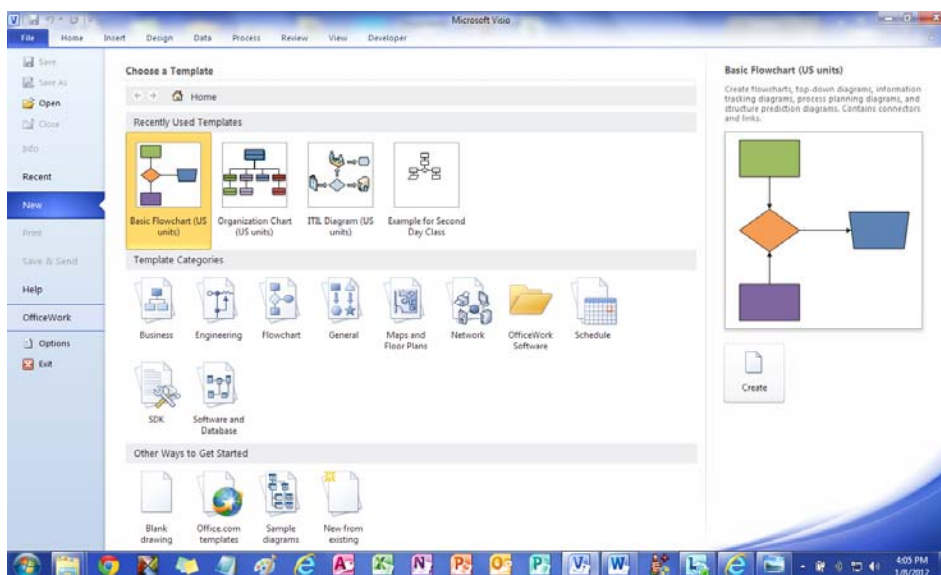 Microsoft Visio
File Home Insert Design Data Process Review View Developer
Save
Save As
Open
Close
Info
Recent
New
Print
Save & Send
Help
OfficeWork
Options
Exit
Choose a Template
Home
Recently Used Templates
Basic Flowchart (US
units)
Organization Chart
(US units)
ITIL Diagram (US
units)
Example for Second
Day Class
Template Categories
Business
Engineering
Flowchart
General
Maps and
Floor Plans
Network
OfficeWork
Software
Schedule
SDK
Software and
Database
Other Ways to Get Started
Blank
drawing
Office.com
templates
Sample
diagrams
New from
existing
Basic Flowchart (US units)
Create flowcharts, top-down diagrams, information
tracking diagrams, process planning diagrams, and
structure prediction diagrams. Contains connectors
and links.
Create
4:05 PM
1/8/2012